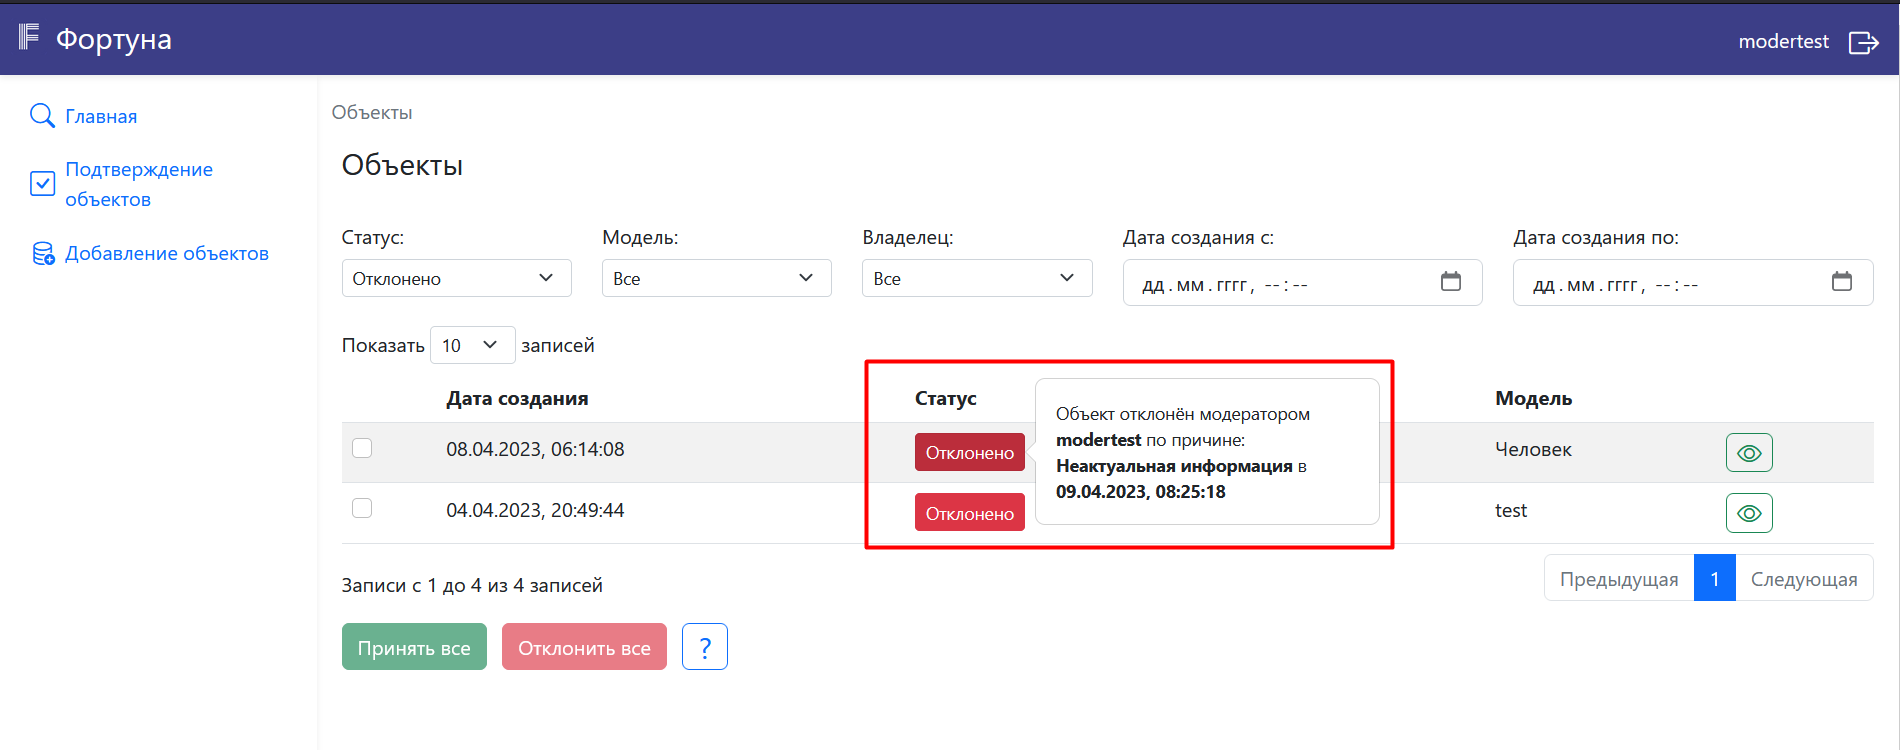 Фортуна
modertest
Главная
Подтверждение
объектов
Добавление объектов
Объекты
Объекты
Статус: Модель: Владелец: Дата создания с: Дата создания по:
Отклонено Все Все дд.мм.гггг, --:-- дд.мм.гггг, --:--
Показать 10 записей
Дата создания Статус Модель
08.04.2023, 06:14:08 Отклонено Человек
Объект отклонён модератором
modertest по причине:
Неактуальная информация в
09.04.2023, 08:25:18
04.04.2023, 20:49:44 Отклонено test
Записи с 1 до 4 из 4 записей
Предыдущая 1 Следующая
Принять все Отклонить все ?